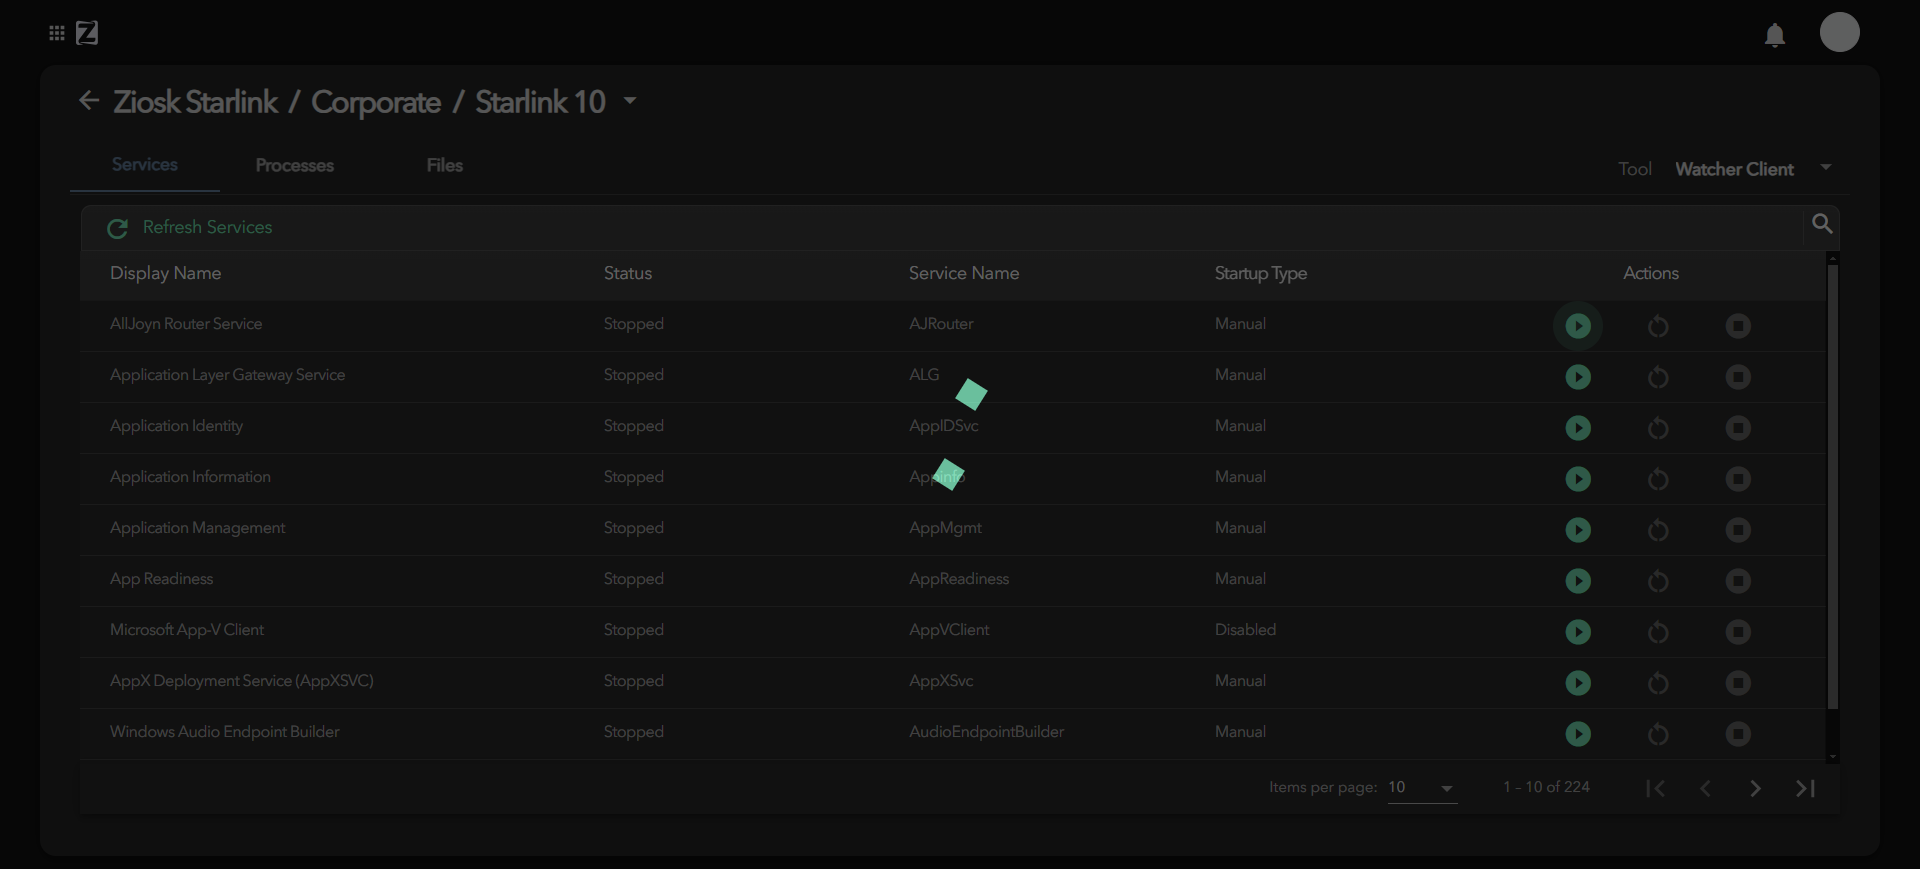 Z
Ziosk Starlink / Corporate / Starlink 10
Services Processes Files Tool Watcher Client
Refresh Services
Display Name Status Service Name Startup Type Actions
AllJoyn Router Service Stopped AJRouter Manual
Application Layer Gateway Service Stopped ALG Manual
Application Identity Stopped AppIDSvc Manual
Application Information Stopped Appinfo Manual
Application Management Stopped AppMgmt Manual
App Readiness Stopped AppReadiness Manual
Microsoft App-V Client Stopped AppVClient Disabled
AppX Deployment Service (AppXSVC) Stopped AppXSvc Manual
Windows Audio Endpoint Builder Stopped AudioEndpointBuilder Manual
Items per page: 10 1 - 10 of 224